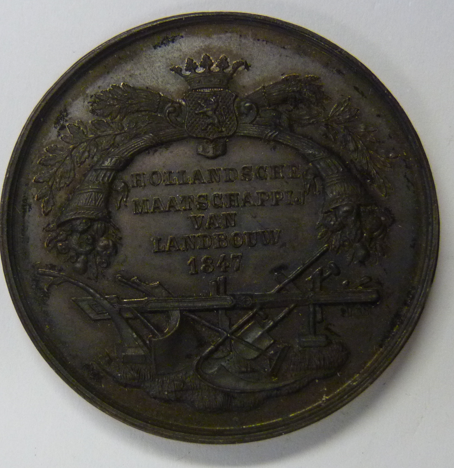 HOLLANDSCHE
MAATSCHAPPIJ
VAN
LANDBOUW,
1847